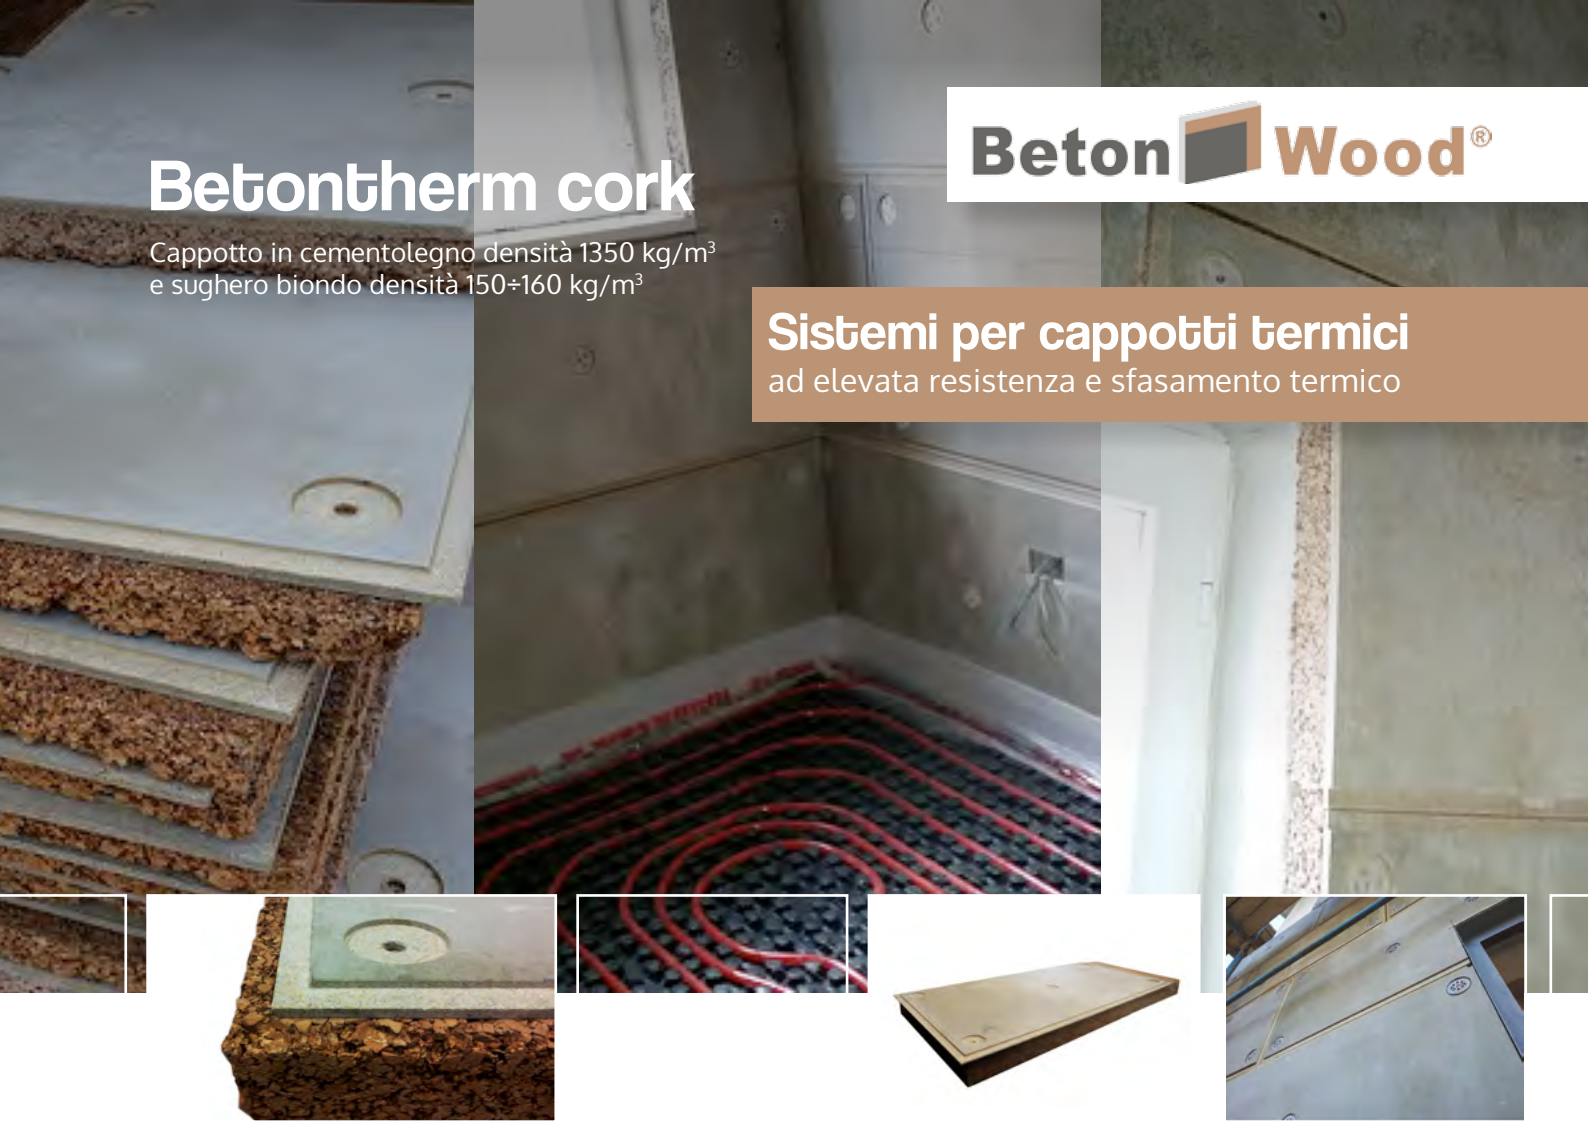 Beton Wood®
Betontherm cork
Cappotto in cementolegno densità 1350 kg/m³
e sughero biondo densità 150÷160 kg/m³
Sistemi per cappotti termici
ad elevata resistenza e sfasamento termico